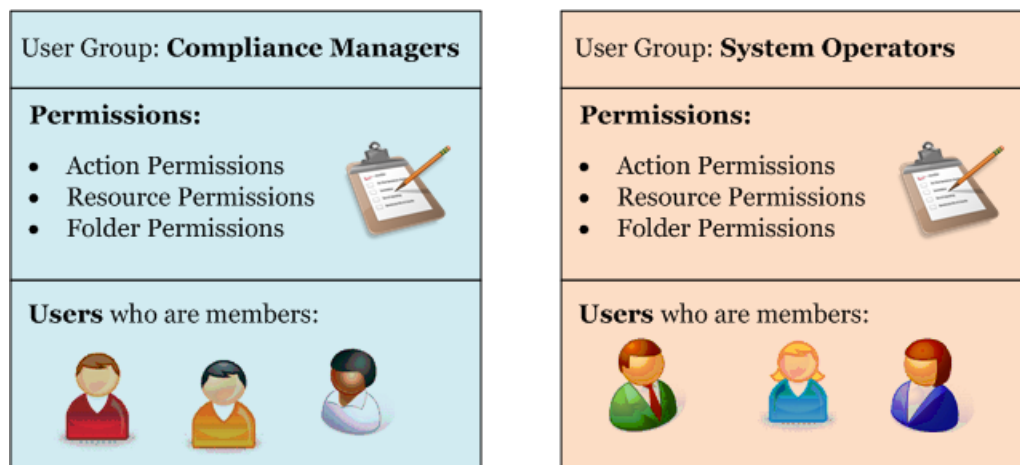 User Group: Compliance Managers
Permissions:
• Action Permissions
• Resource Permissions
• Folder Permissions
Users who are members:
User Group: System Operators
Permissions:
• Action Permissions
• Resource Permissions
• Folder Permissions
Users who are members: